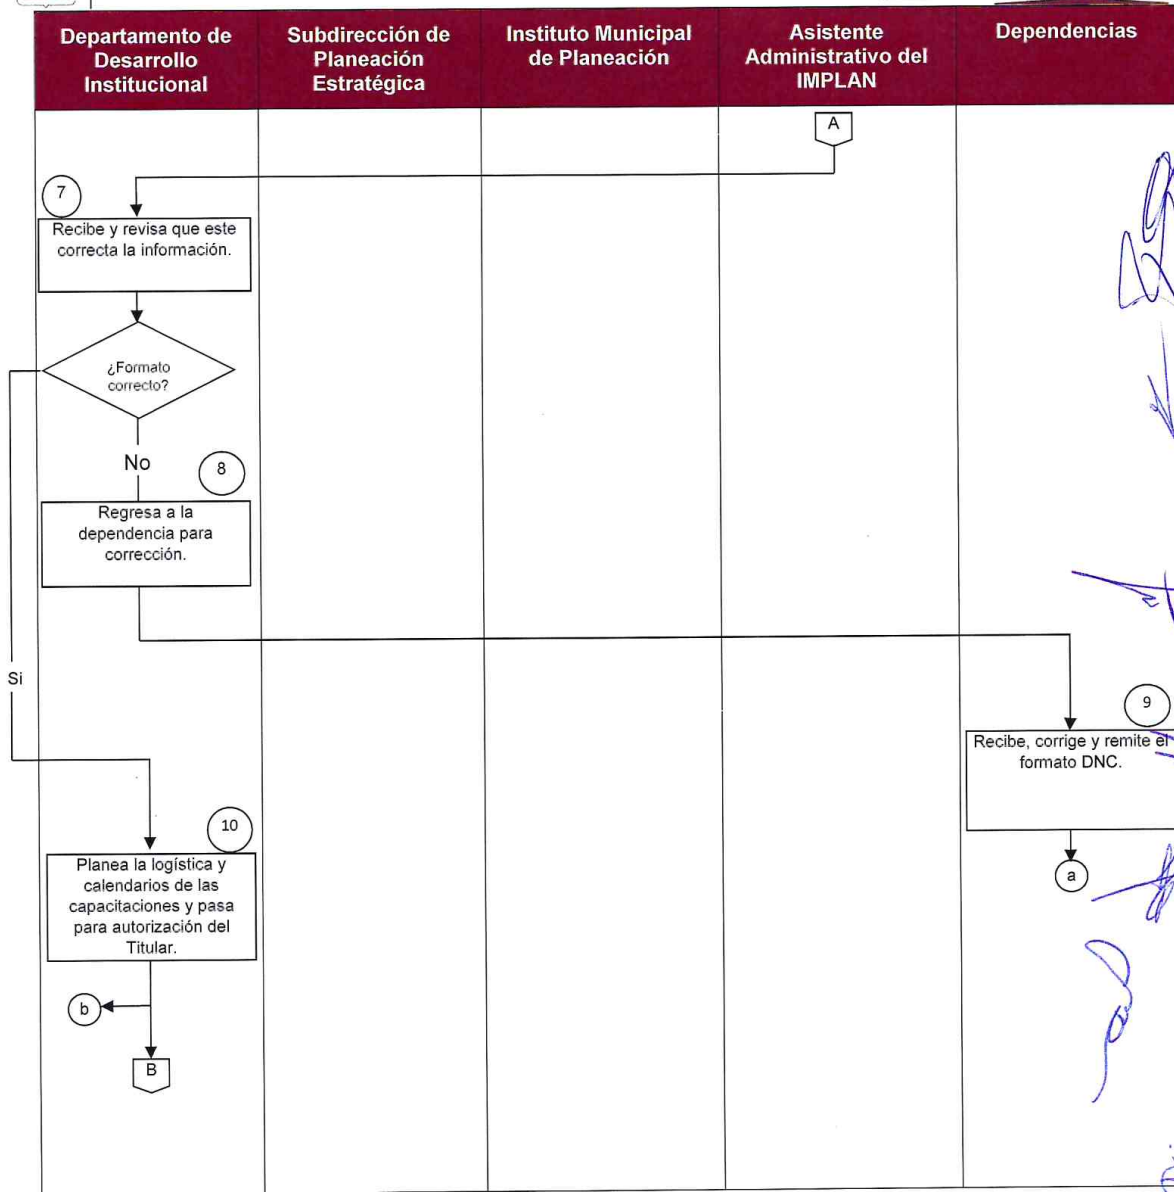 Departamento de
Desarrollo
Institucional
Subdirección de
Planeación
Estratégica
Instituto Municipal
de Planeación
Asistente
Administrativo del
IMPLAN
Dependencias
A
7
Recibe y revisa que este
correcta la información.
¿Formato
correcto?
No
8
Regresa a la
dependencia para
corrección.
Si
9
Recibe, corrige y remite el
formato DNC.
a
10
Planea la logística y
calendarios de las
capacitaciones y pasa
para autorización del
Titular.
b
B